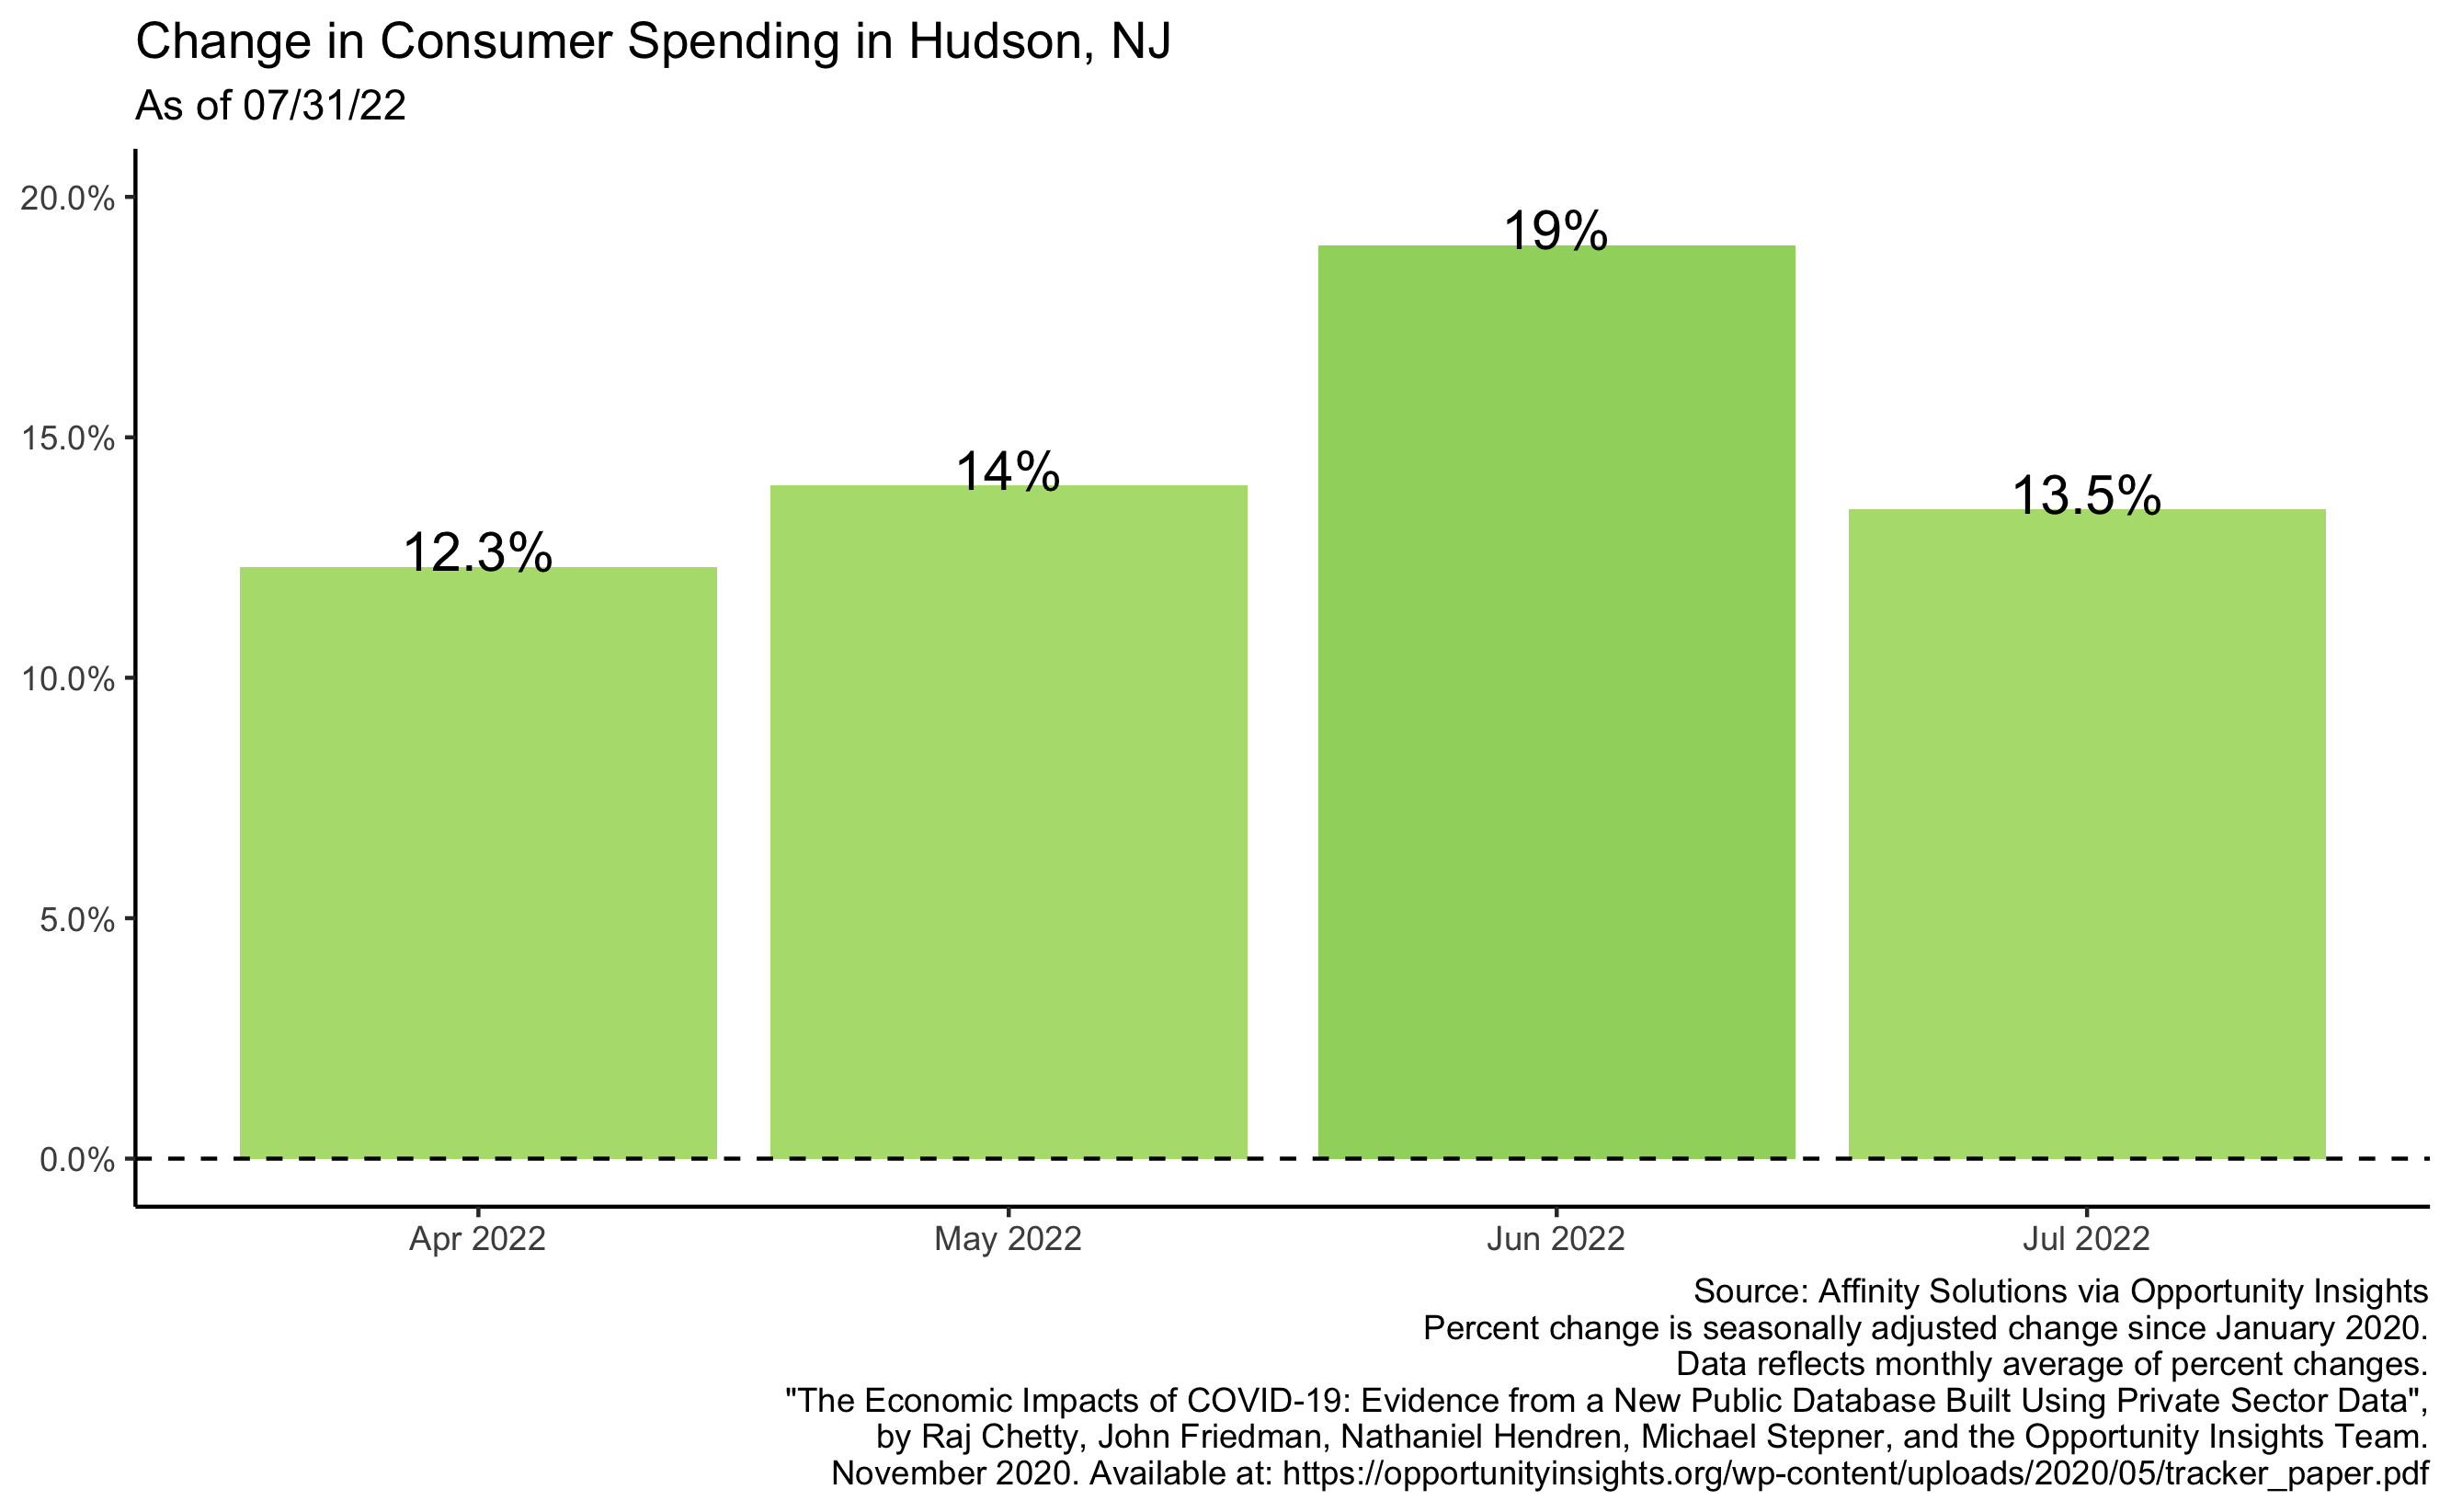 Change in Consumer Spending in Hudson, NJ
As of 07/31/22
20.0%
15.0%
10.0%
5.0%
0.0%
12.3%
14%
19%
13.5%
Apr 2022
May 2022
Jun 2022
Jul 2022
Source: Affinity Solutions via Opportunity Insights
Percent change is seasonally adjusted change since January 2020.
Data reflects monthly average of percent changes.
"The Economic Impacts of COVID-19: Evidence from a New Public Database Built Using Private Sector Data",
by Raj Chetty, John Friedman, Nathaniel Hendren, Michael Stepner, and the Opportunity Insights Team.
November 2020. Available at: https://opportunityinsights.org/wp-content/uploads/2020/05/tracker_paper.pdf